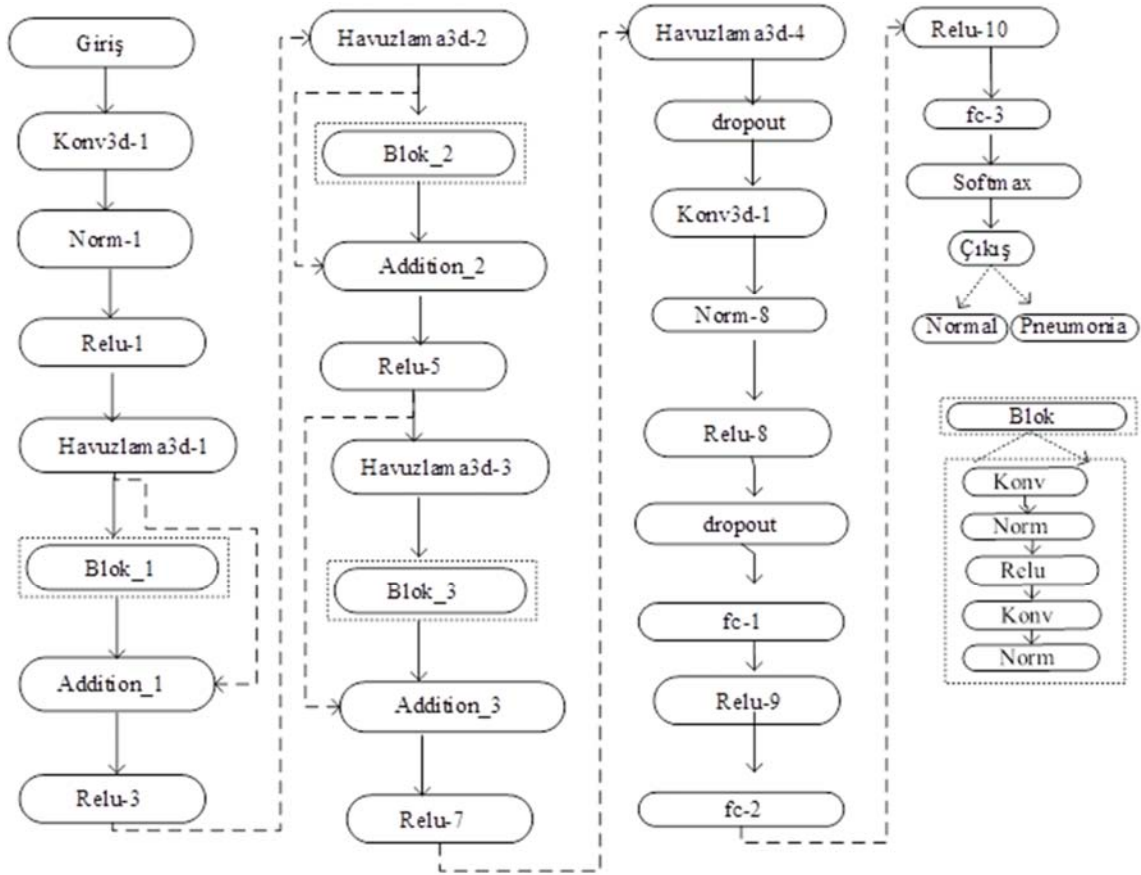 Giriş
Konv3d-1
Norm-1
Relu-1
Havuzlama3d-1
Blok_1
Addition_1
Relu-3
Havuzlama3d-2
Blok_2
Addition_2
Relu-5
Havuzlama3d-3
Blok_3
Addition_3
Relu-7
Havuzlama3d-4
dropout
Konv3d-1
Norm-8
Relu-8
dropout
fc-1
Relu-9
fc-2
Relu-10
fc-3
Softmax
Çıkış
Normal
Pneumonia
Blok
Konv
Norm
Relu
Konv
Norm